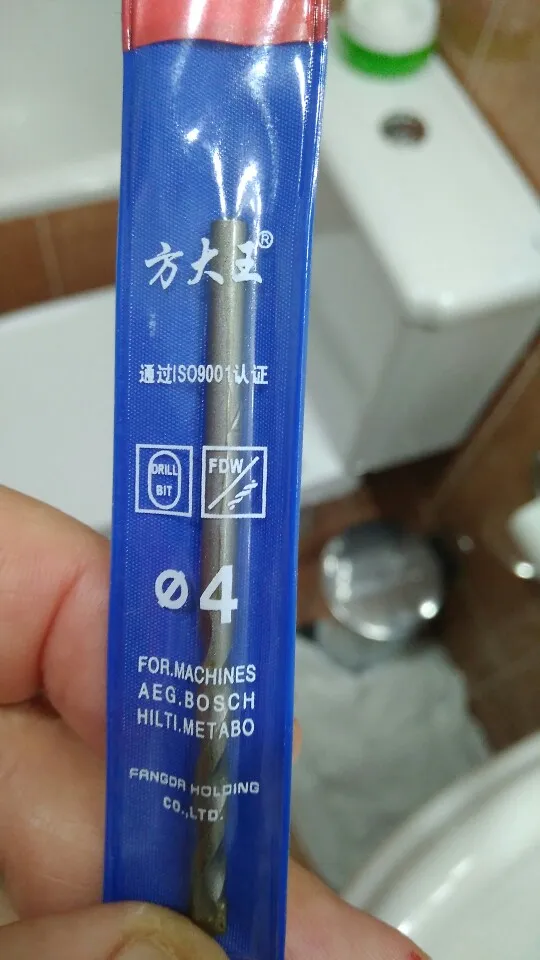 方大王®
通过ISO9001认证
DRILL
BIT
FDW
Ø4
FOR.MACHINES
AEG.BOSCH
HILTI.METABO
FANGDA HOLDING
CO.,LTD.